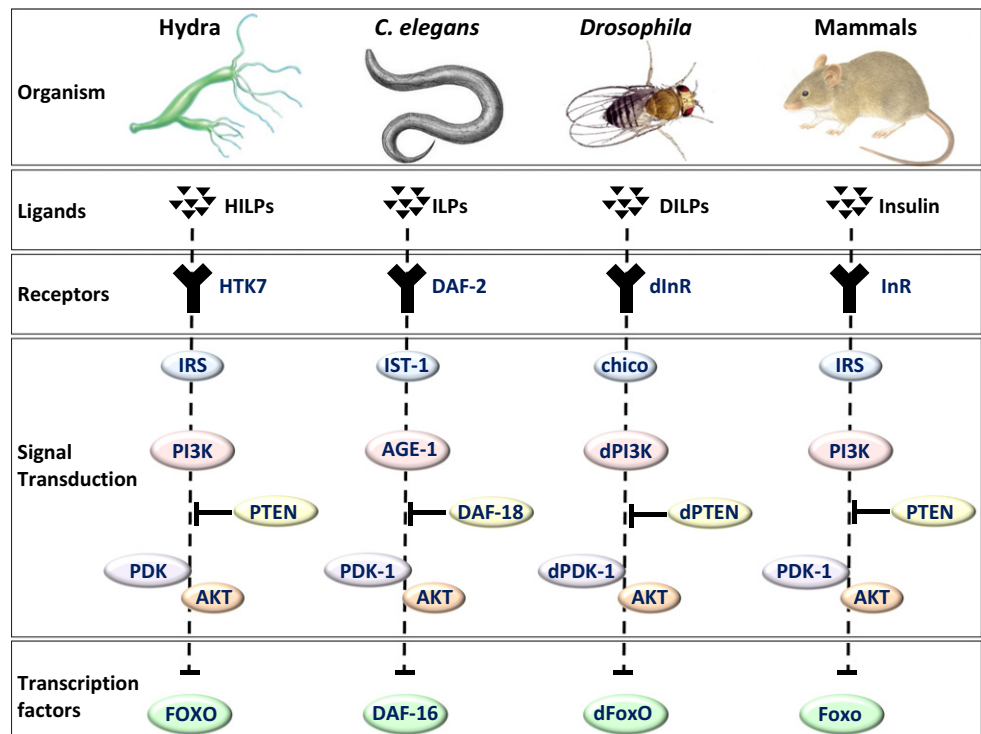 Hydra C. elegans Drosophila Mammals
Organism
Ligands HILPs ILPs DILPs Insulin
Receptors HTK7 DAF-2 dInR InR
IRS IST-1 chico IRS
Signal
Transduction
PI3K AGE-1 dPI3K PI3K
PTEN DAF-18 dPTEN PTEN
PDK PDK-1 dPDK-1 PDK-1
AKT AKT AKT AKT
Transcription
factors
FOXO DAF-16 dFoxO Foxo